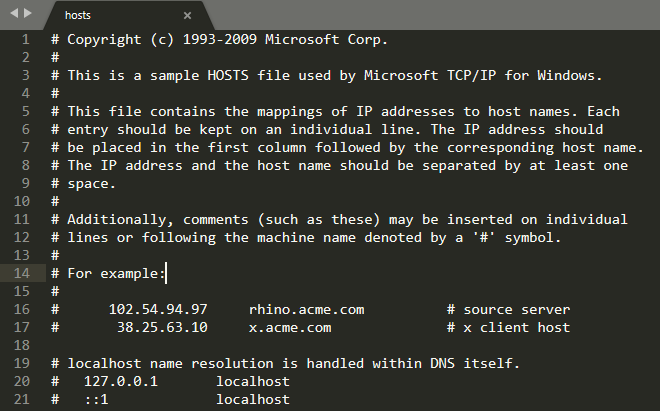 hosts
1 # Copyright (c) 1993-2009 Microsoft Corp.
2 #
3 # This is a sample HOSTS file used by Microsoft TCP/IP for Windows.
4 #
5 # This file contains the mappings of IP addresses to host names. Each
6 # entry should be kept on an individual line. The IP address should
7 # be placed in the first column followed by the corresponding host name.
8 # The IP address and the host name should be separated by at least one
9 # space.
10 #
11 # Additionally, comments (such as these) may be inserted on individual
12 # lines or following the machine name denoted by a '#' symbol.
13 #
14 # For example:
15 #
16 #      102.54.94.97     rhino.acme.com          # source server
17 #       38.25.63.10     x.acme.com              # x client host
18
19 # localhost name resolution is handled within DNS itself.
20 #   127.0.0.1       localhost
21 #   ::1             localhost